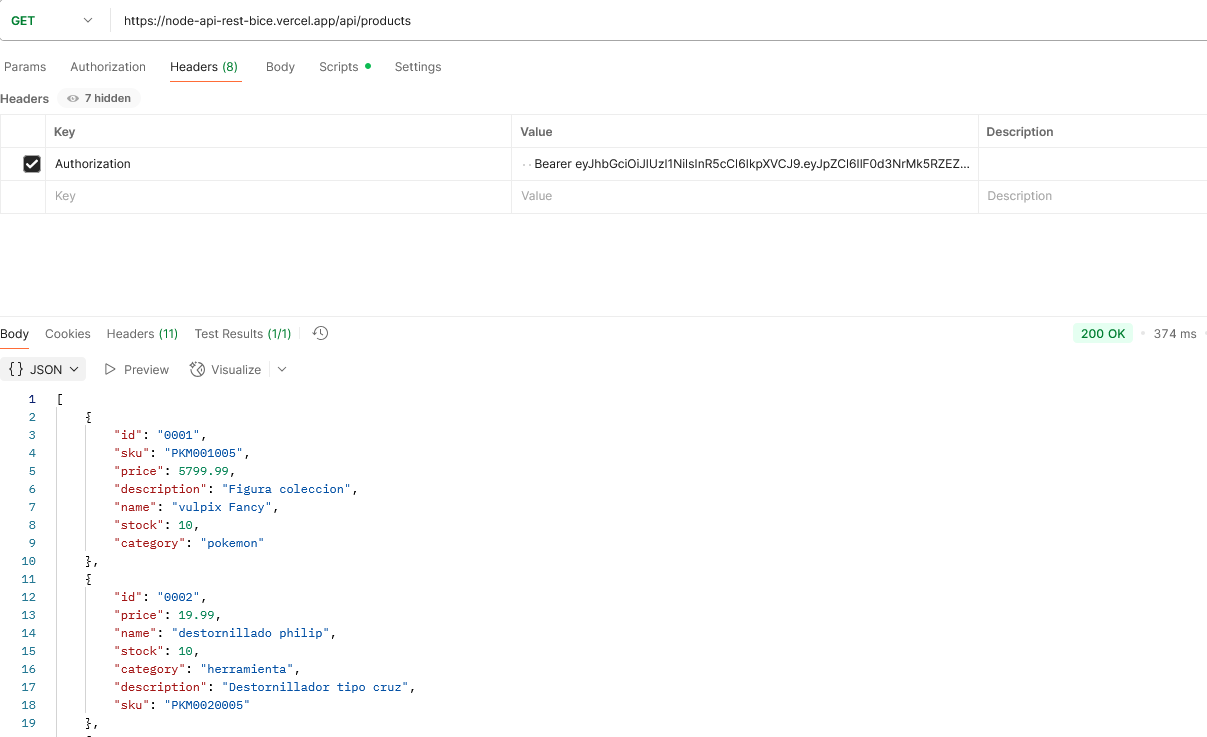 GET https://node-api-rest-bice.vercel.app/api/products
Params Authorization Headers (8) Body Scripts Settings
Headers 7 hidden
Key Value Description
Authorization Bearer eyJhbGciOiJIUzI1NiIsInR5cCI6IkpXVCJ9.eyJpZCI6IlF0d3NrMk5RZEZ...
Key Value Description
Body Cookies Headers (11) Test Results (1/1) 200 OK • 374 ms
{} JSON Preview Visualize
1 [
2 {
3 "id": "0001",
4 "sku": "PKM001005",
5 "price": 5799.99,
6 "description": "Figura coleccion",
7 "name": "vulpix Fancy",
8 "stock": 10,
9 "category": "pokemon"
10 },
11 {
12 "id": "0002",
13 "price": 19.99,
14 "name": "destornillado philip",
15 "stock": 10,
16 "category": "herramienta",
17 "description": "Destornillador tipo cruz",
18 "sku": "PKM0020005"
19 },